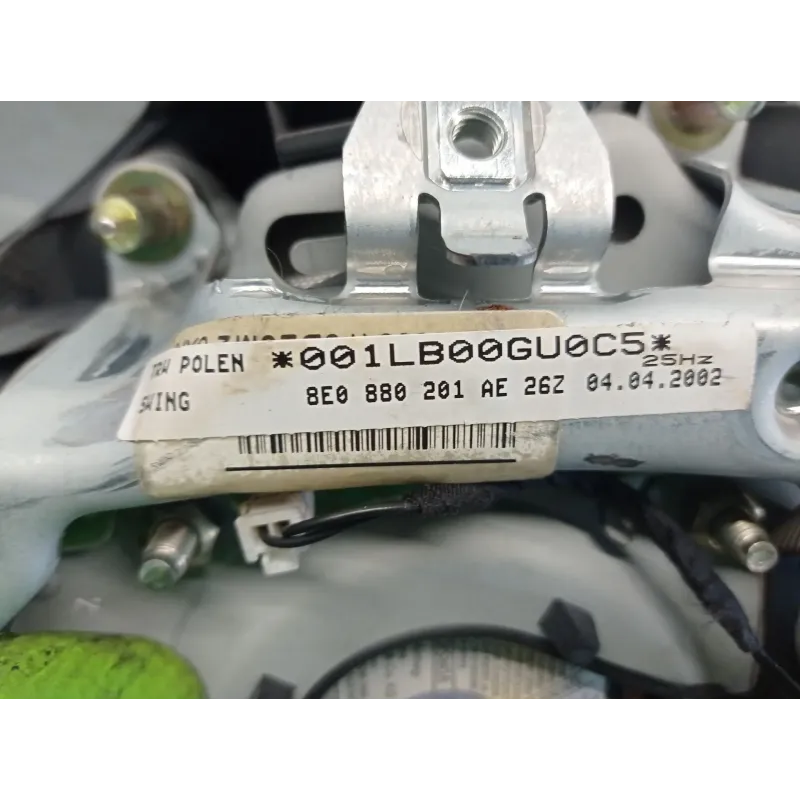 TRW POLEN *001LB00GU0C5*
25Hz
SWING 8E0 880 201 AE 26Z 04.04.2002